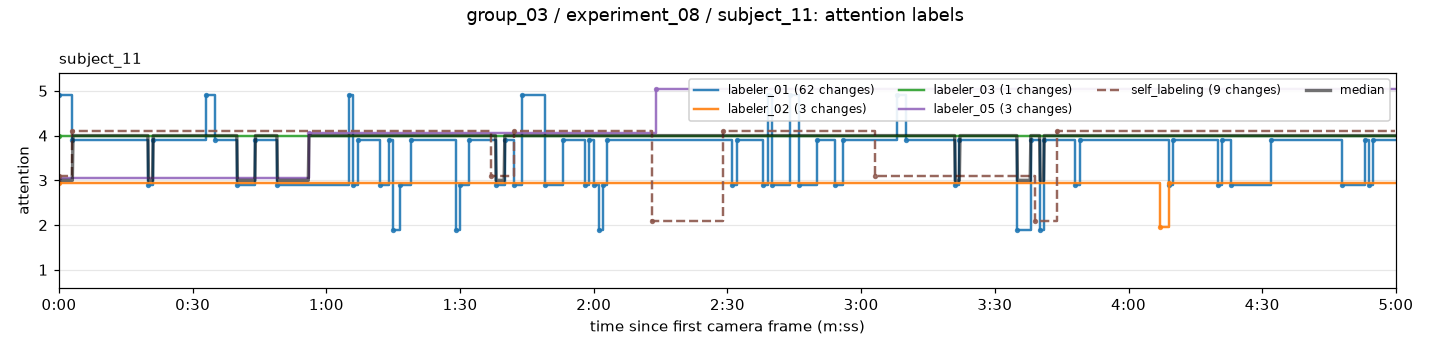 group_03 / experiment_08 / subject_11: attention labels
subject_11
labeler_01 (62 changes)
labeler_02 (3 changes)
labeler_03 (1 changes)
labeler_05 (3 changes)
self_labeling (9 changes)
median
attention
5
4
3
2
1
0:00 0:30 1:00 1:30 2:00 2:30 3:00 3:30 4:00 4:30 5:00
time since first camera frame (m:ss)